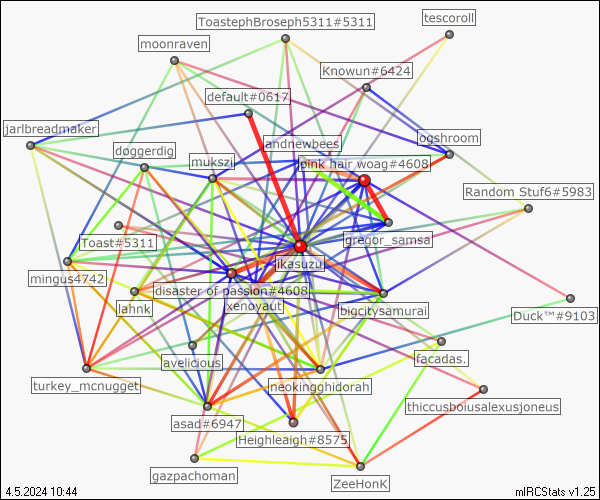 ToastephBroseph5311#5311
tescoroll
moonraven
Knowun#6424
default#0617
jarlbreadmaker
andnewbees
ogshroom
doggerdig
mukszi
pink hair woag#4608
Random Stuf6#5983
Toast#5311
gregor_samsa
ikasuzu
mingus4742
disaster of passion#4608
lahnk
xenoyaut
bigcitysamurai
Duck™#9103
avelicious
facadas.
turkey_mcnugget
neokingghidorah
thiccusboiusalexusjoneus
asad#6947
Heighleaigh#8575
gazpachoman
ZeeHonK
4.5.2024 10:44
mIRCStats v1.25